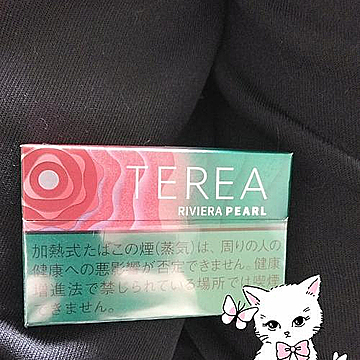 TEREA
RIVIERA PEARL
加熱式たばこの煙(蒸気)は、周りの人の
健康への悪影響が否定できません。健康
増進法で禁じられている場所では喫煙
できません。